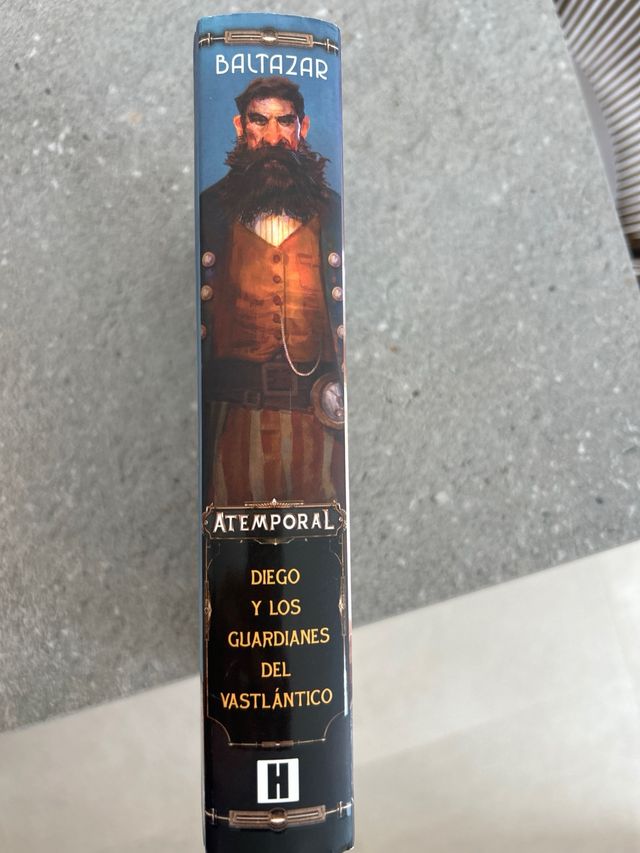 BALTAZAR
ATEMPORAL
DIEGO
Y LOS
GUARDIANES
DEL
VASTLÁNTICO
H